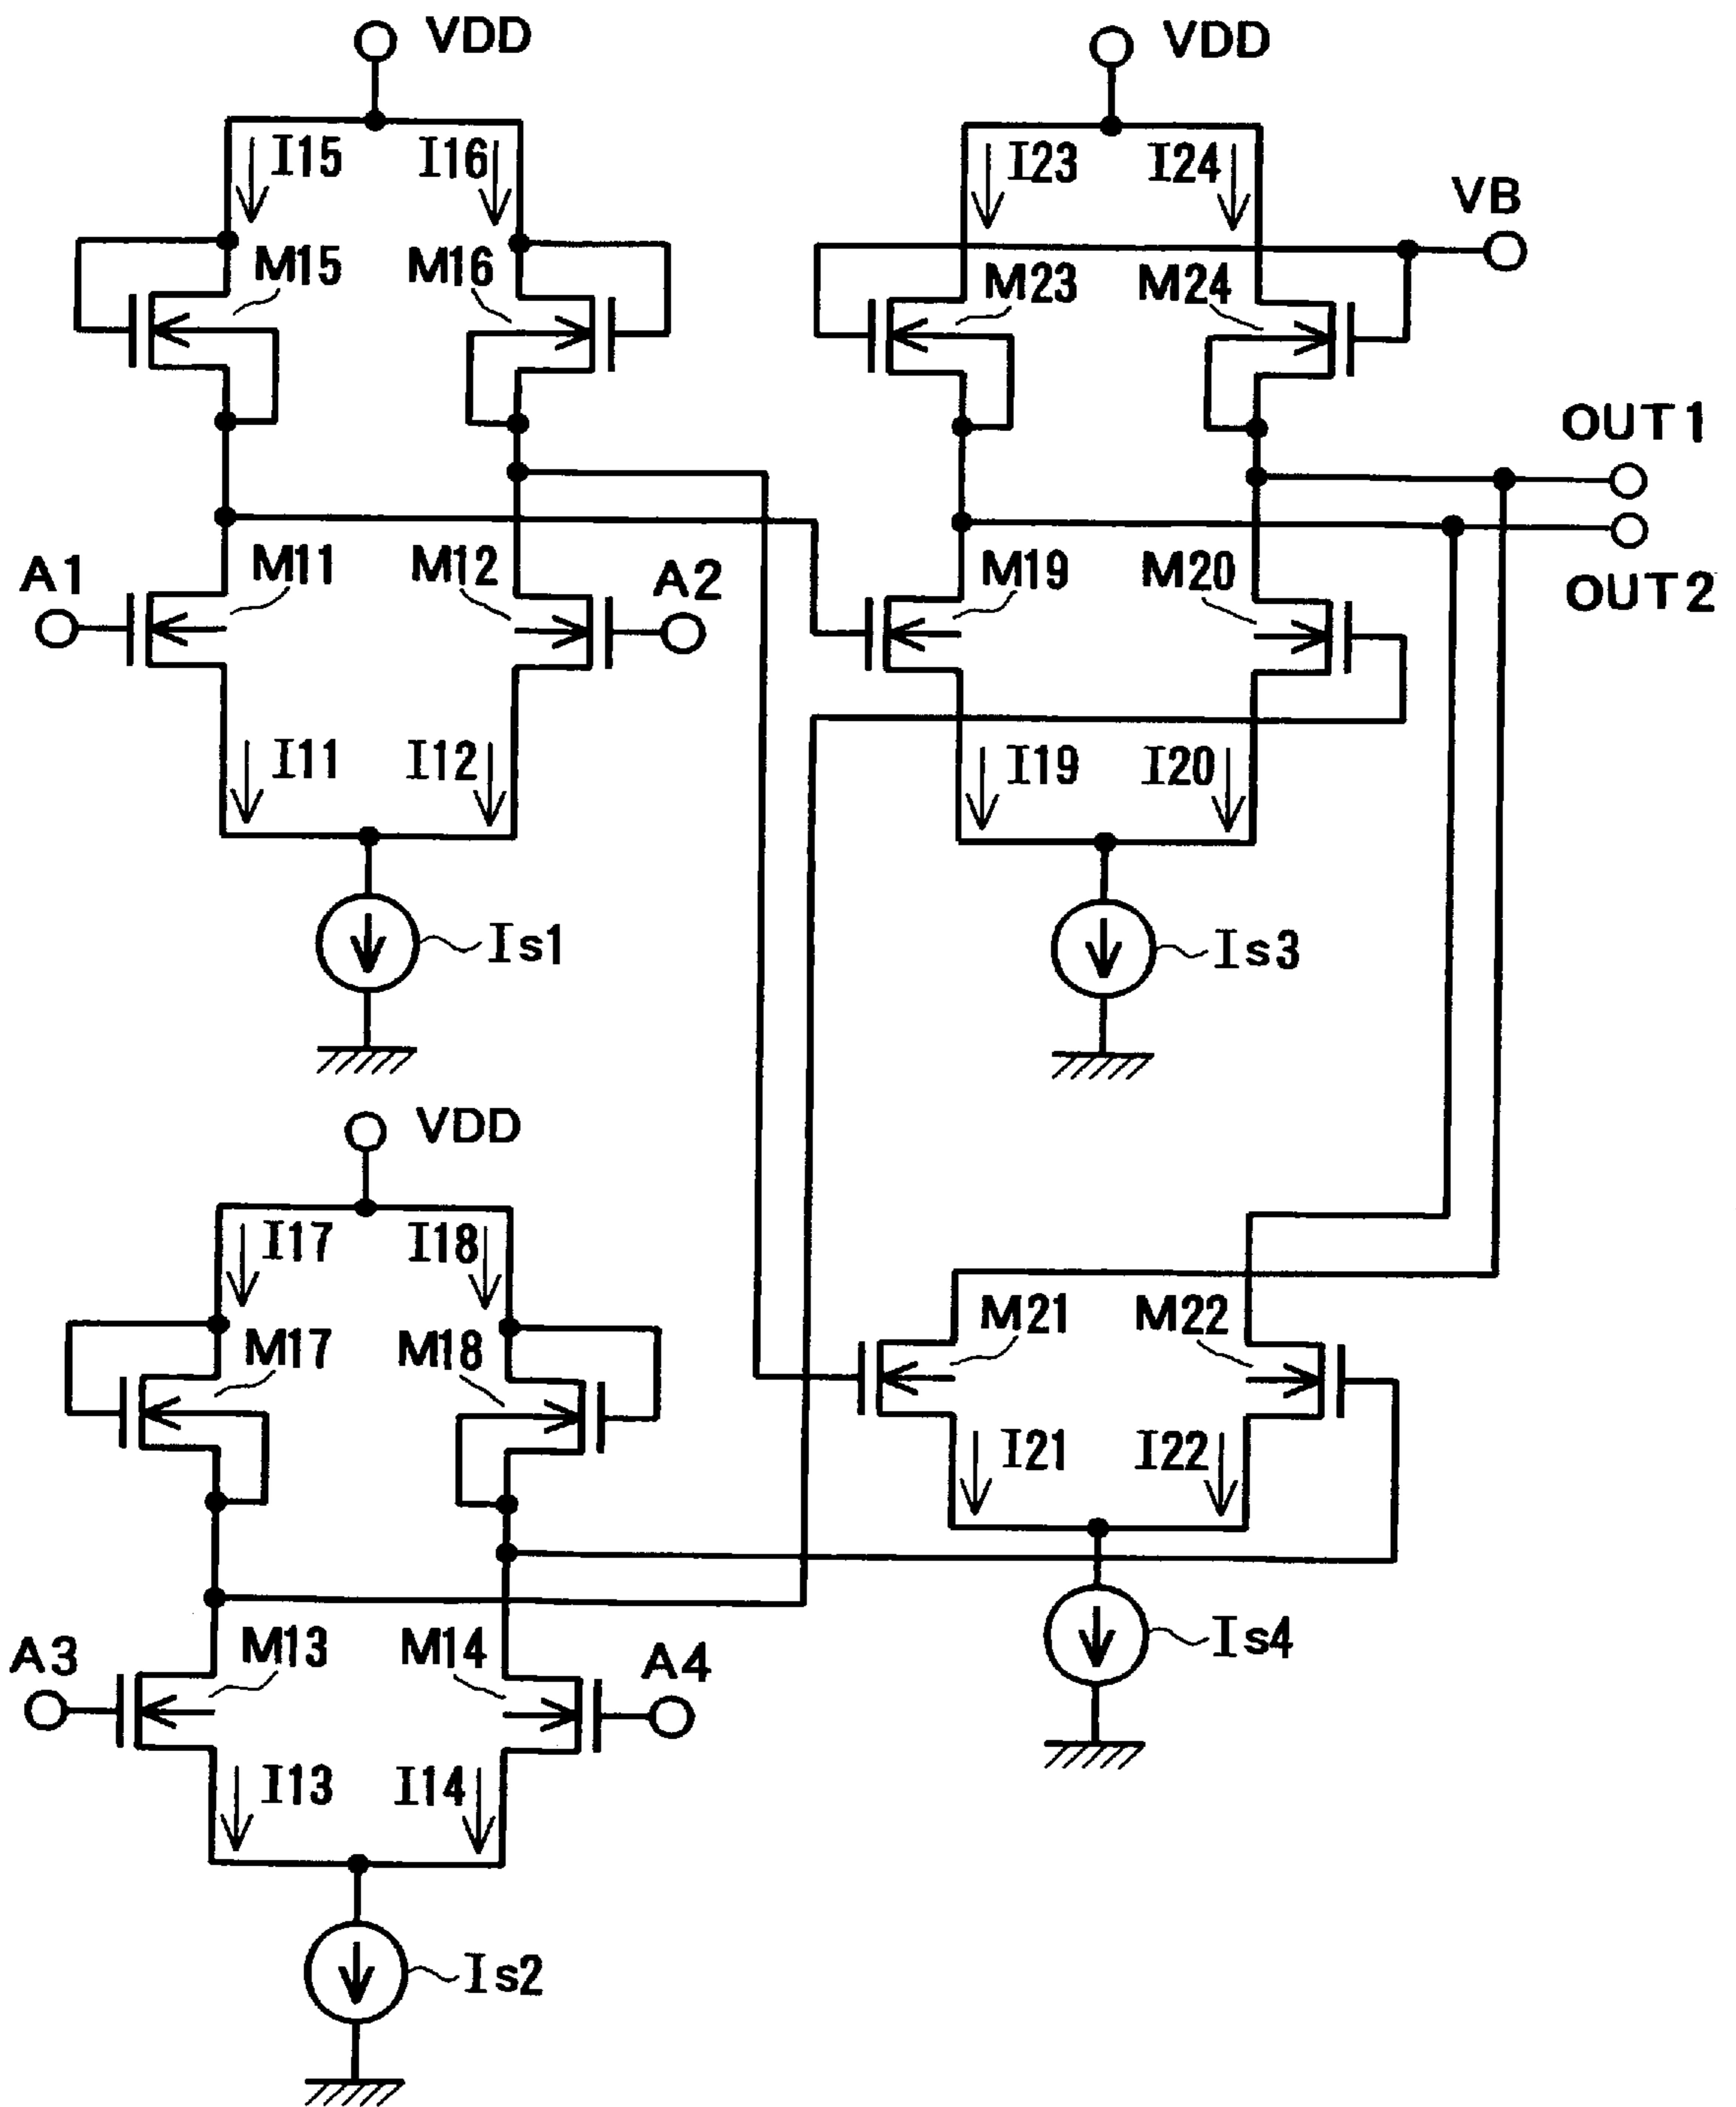 VDD
VDD
I15
I16
I23
I24
VB
M15
M16
M23
M24
OUT1
A1
M11
M12
A2
M19
M20
OUT2
I11
I12
I19
I20
Is1
Is3
VDD
I17
I18
M17
M18
M21
M22
I21
I22
A3
M13
M14
A4
Is4
I13
I14
Is2